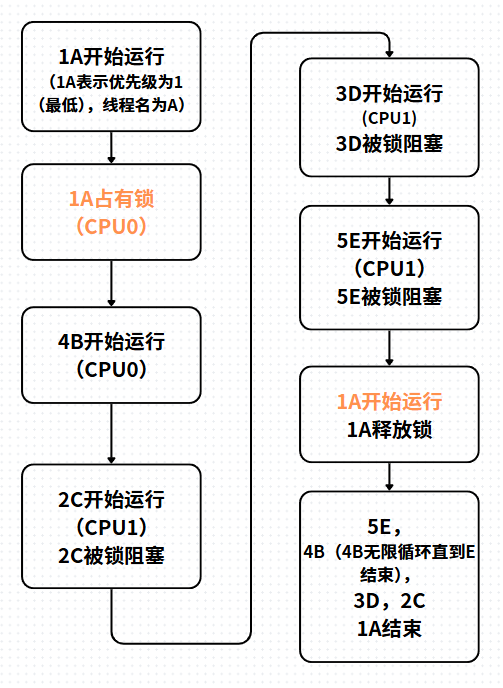 1A开始运行
（1A表示优先级为1
（最低），线程名为A）
1A占有锁
（CPU0）
4B开始运行
（CPU0）
2C开始运行
（CPU1）
2C被锁阻塞
3D开始运行
(CPU1)
3D被锁阻塞
5E开始运行
（CPU1）
5E被锁阻塞
1A开始运行
1A释放锁
5E，
4B（4B无限循环直到E
结束），
3D，2C
1A结束